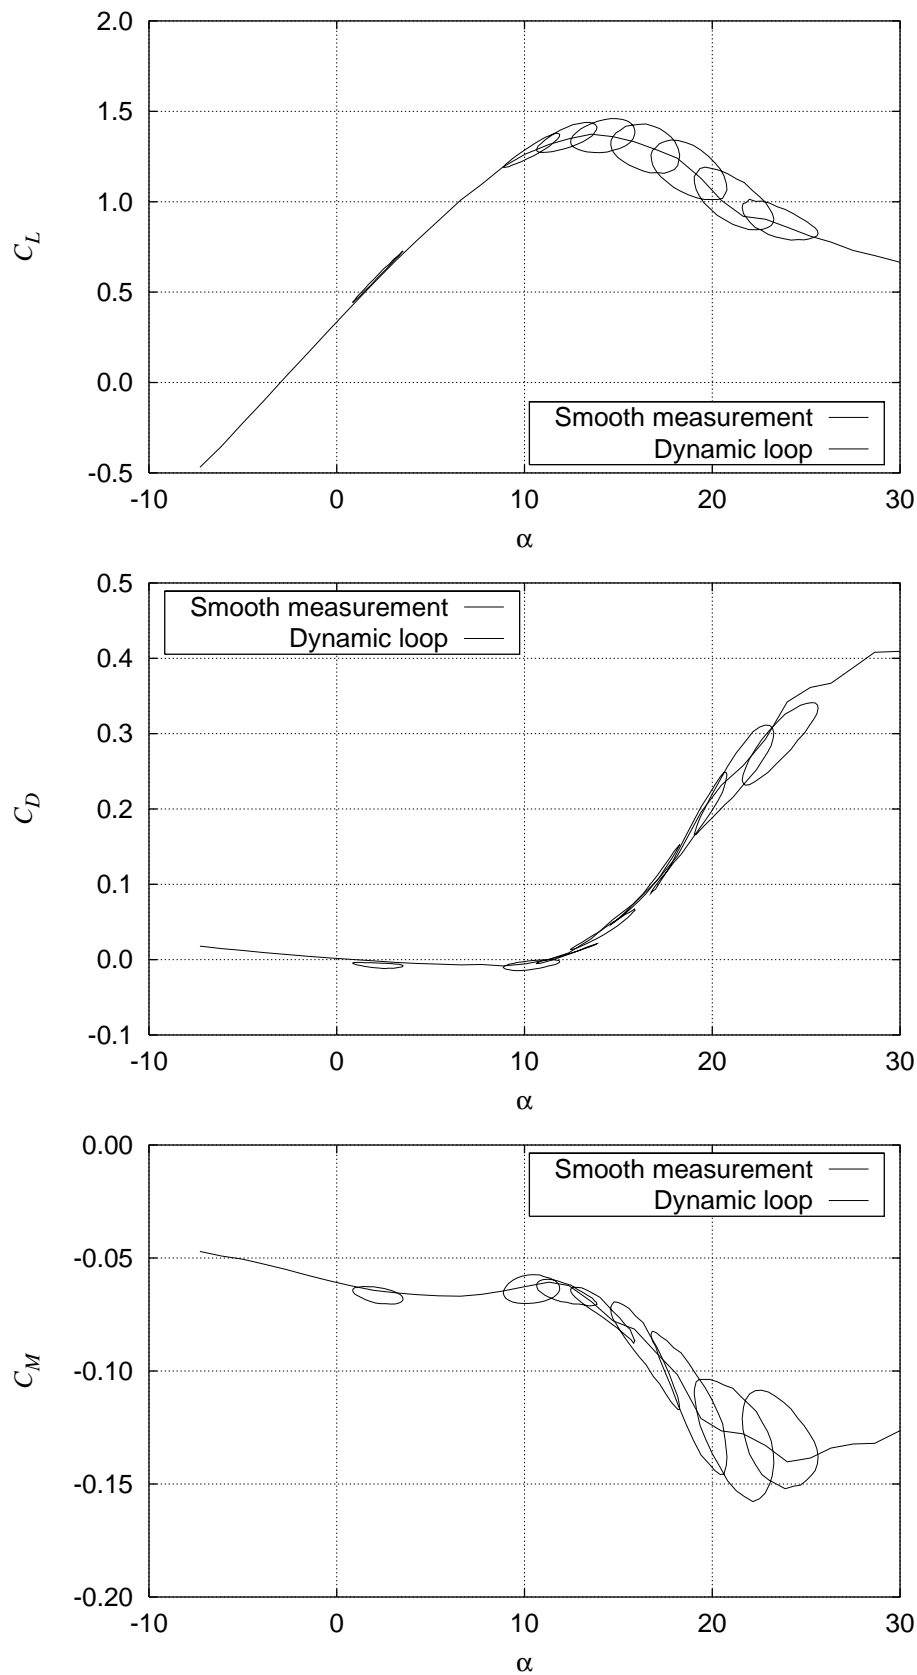 2.0
1.5
1.0
0.5
0.0
-0.5
C_L
Smooth measurement
Dynamic loop
-10 0 10 20 30
α
0.5
0.4
0.3
0.2
0.1
0.0
-0.1
C_D
Smooth measurement
Dynamic loop
-10 0 10 20 30
α
0.00
-0.05
-0.10
-0.15
-0.20
C_M
Smooth measurement
Dynamic loop
-10 0 10 20 30
α